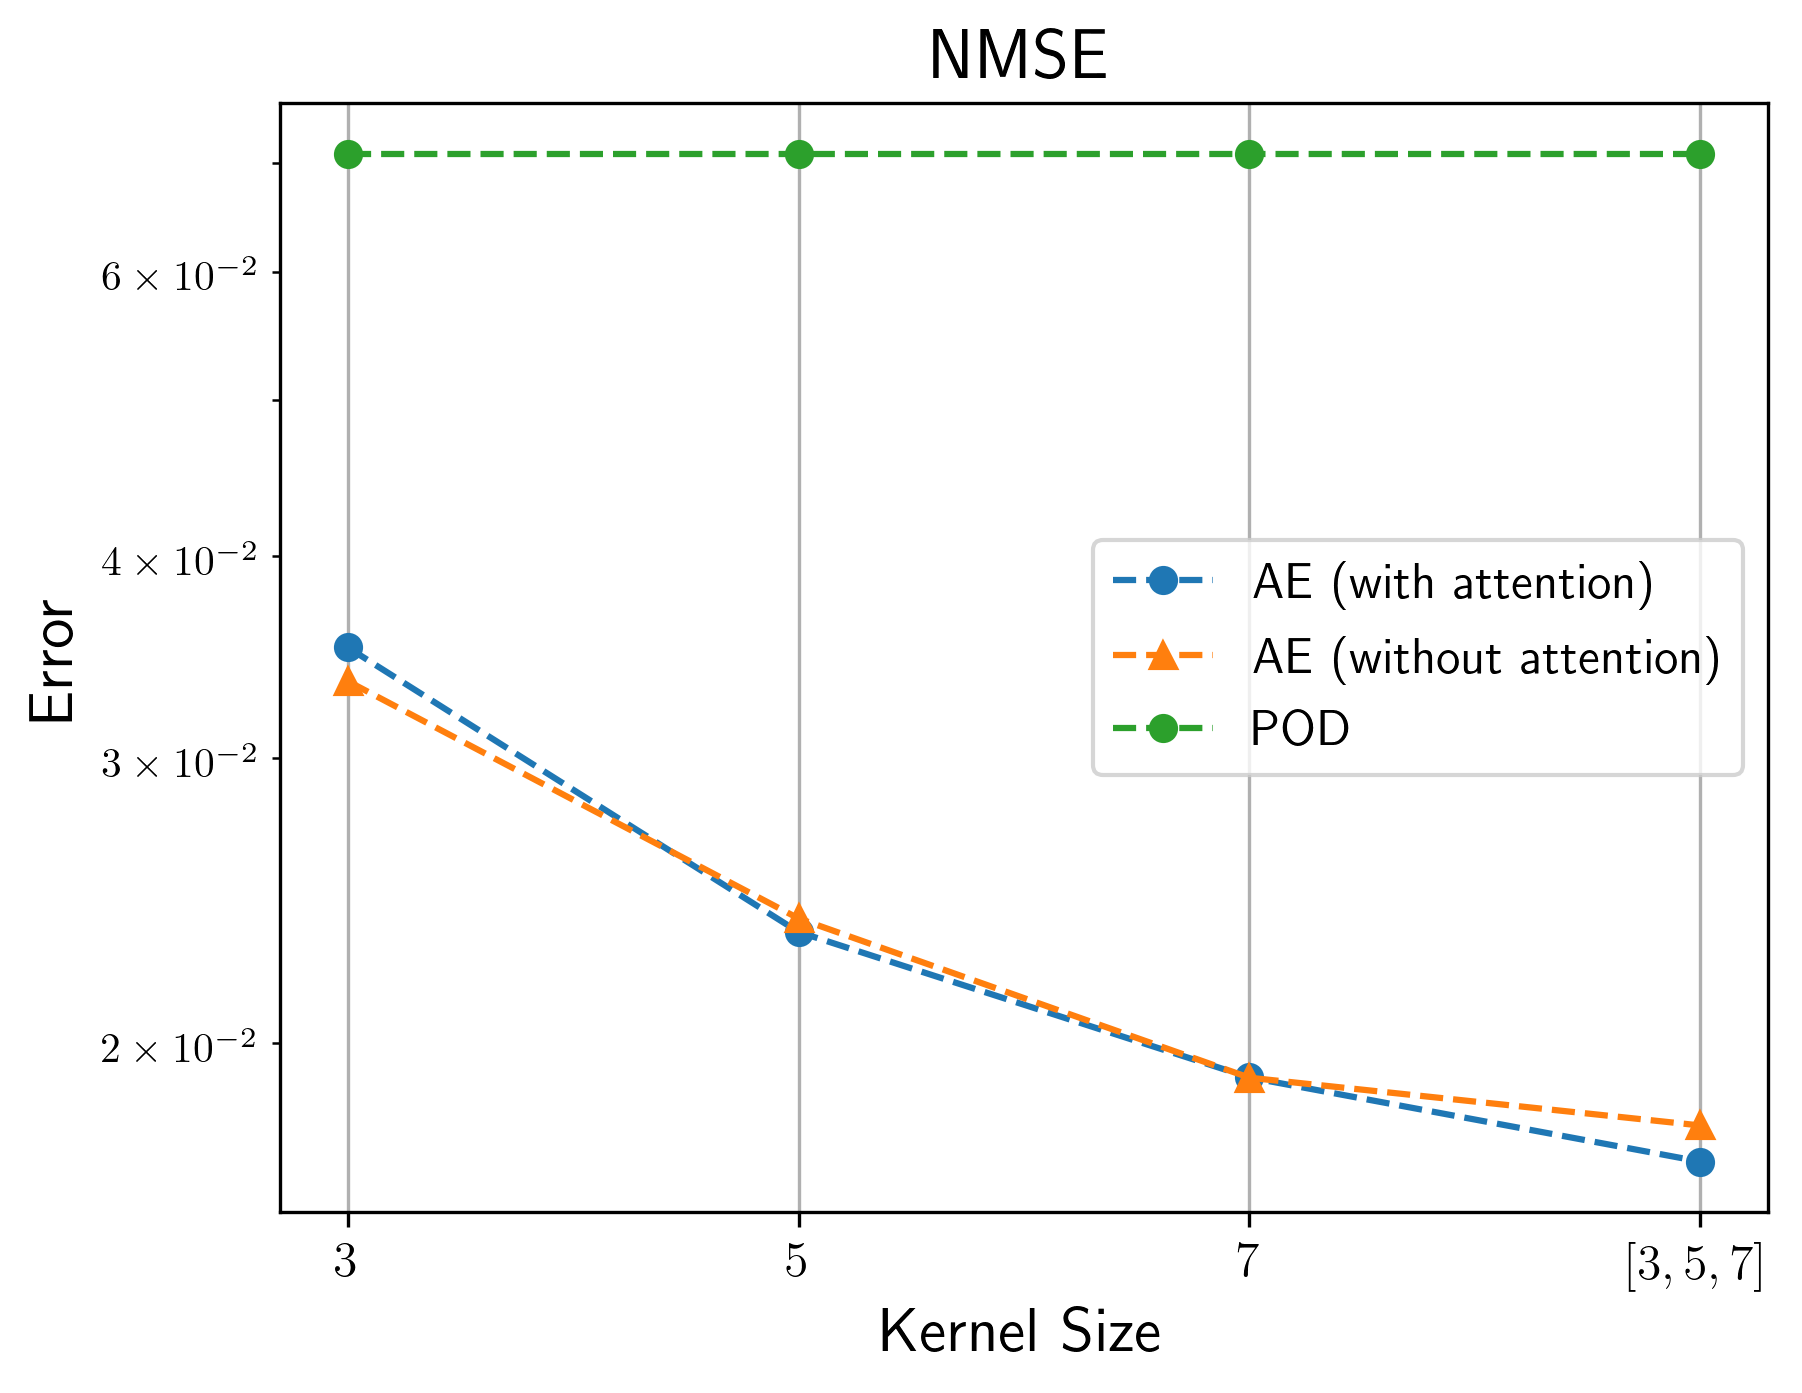 NMSE
6 × 10⁻²
4 × 10⁻²
3 × 10⁻²
2 × 10⁻²
Error
AE (with attention)
AE (without attention)
POD
3
5
7
[3, 5, 7]
Kernel Size